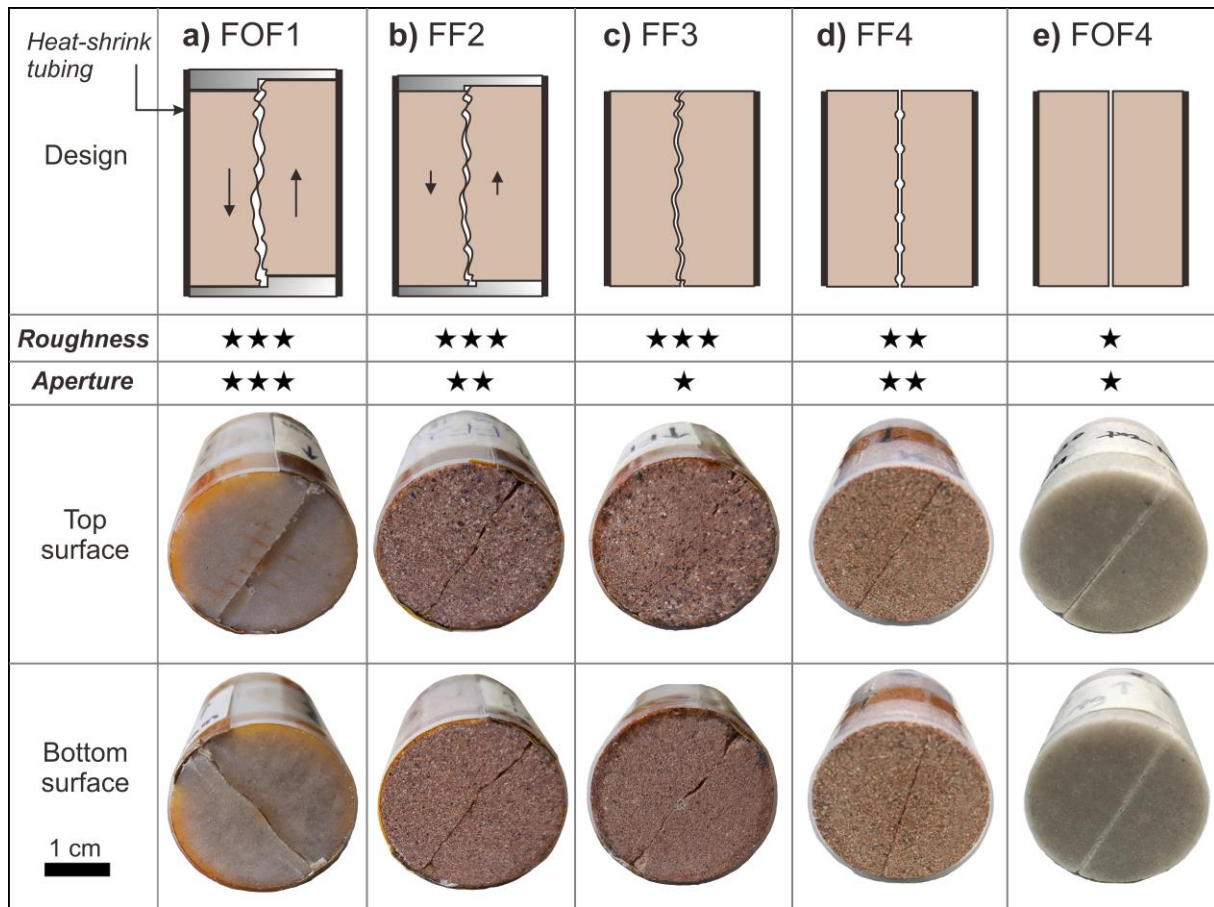 Heat-shrink
tubing
Design
a) FOF1
b) FF2
c) FF3
d) FF4
e) FOF4
Roughness ★★★ ★★★ ★★★ ★★ ★
Aperture ★★★ ★★ ★ ★★ ★
Top
surface
Bottom
surface
1 cm